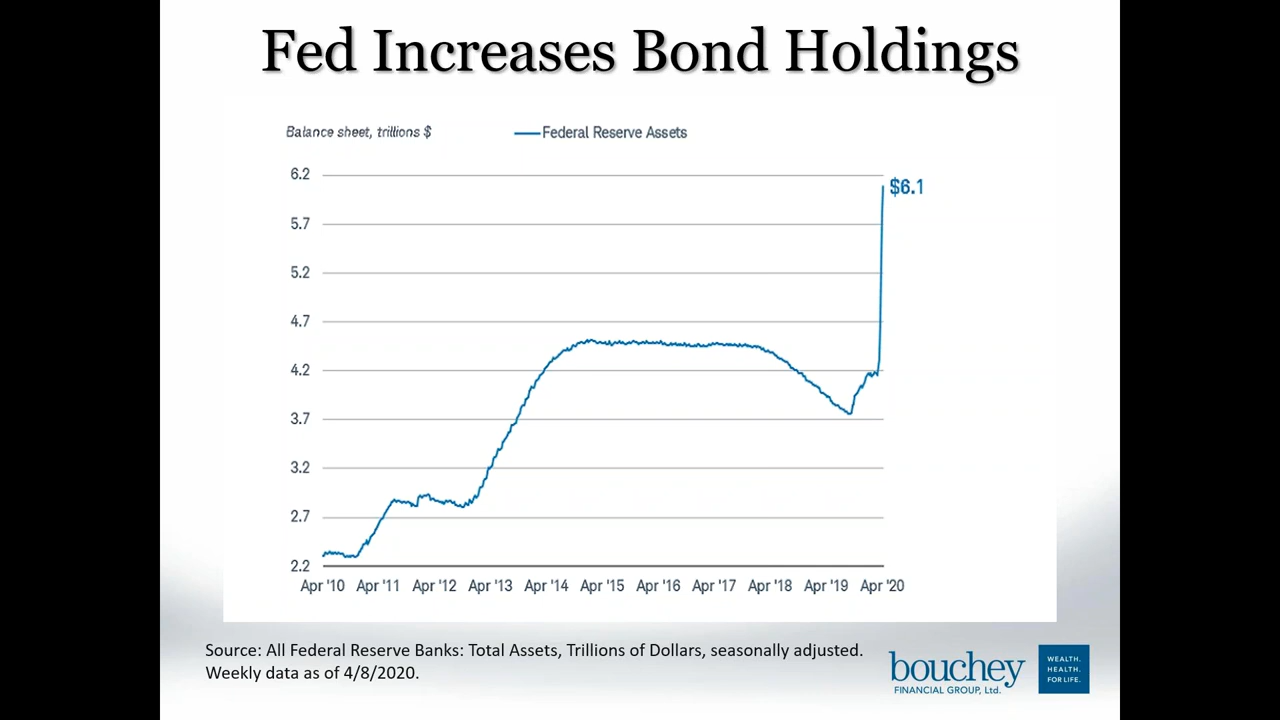 Fed Increases Bond Holdings
Balance sheet, trillions $
Federal Reserve Assets
6.2
$6.1
5.7
5.2
4.7
4.2
3.7
3.2
2.7
2.2
Apr '10 Apr '11 Apr '12 Apr '13 Apr '14 Apr '15 Apr '16 Apr '17 Apr '18 Apr '19 Apr '20
Source: All Federal Reserve Banks: Total Assets, Trillions of Dollars, seasonally adjusted.
Weekly data as of 4/8/2020.
bouchey
FINANCIAL GROUP, Ltd.
WEALTH.
HEALTH.
FOR LIFE.